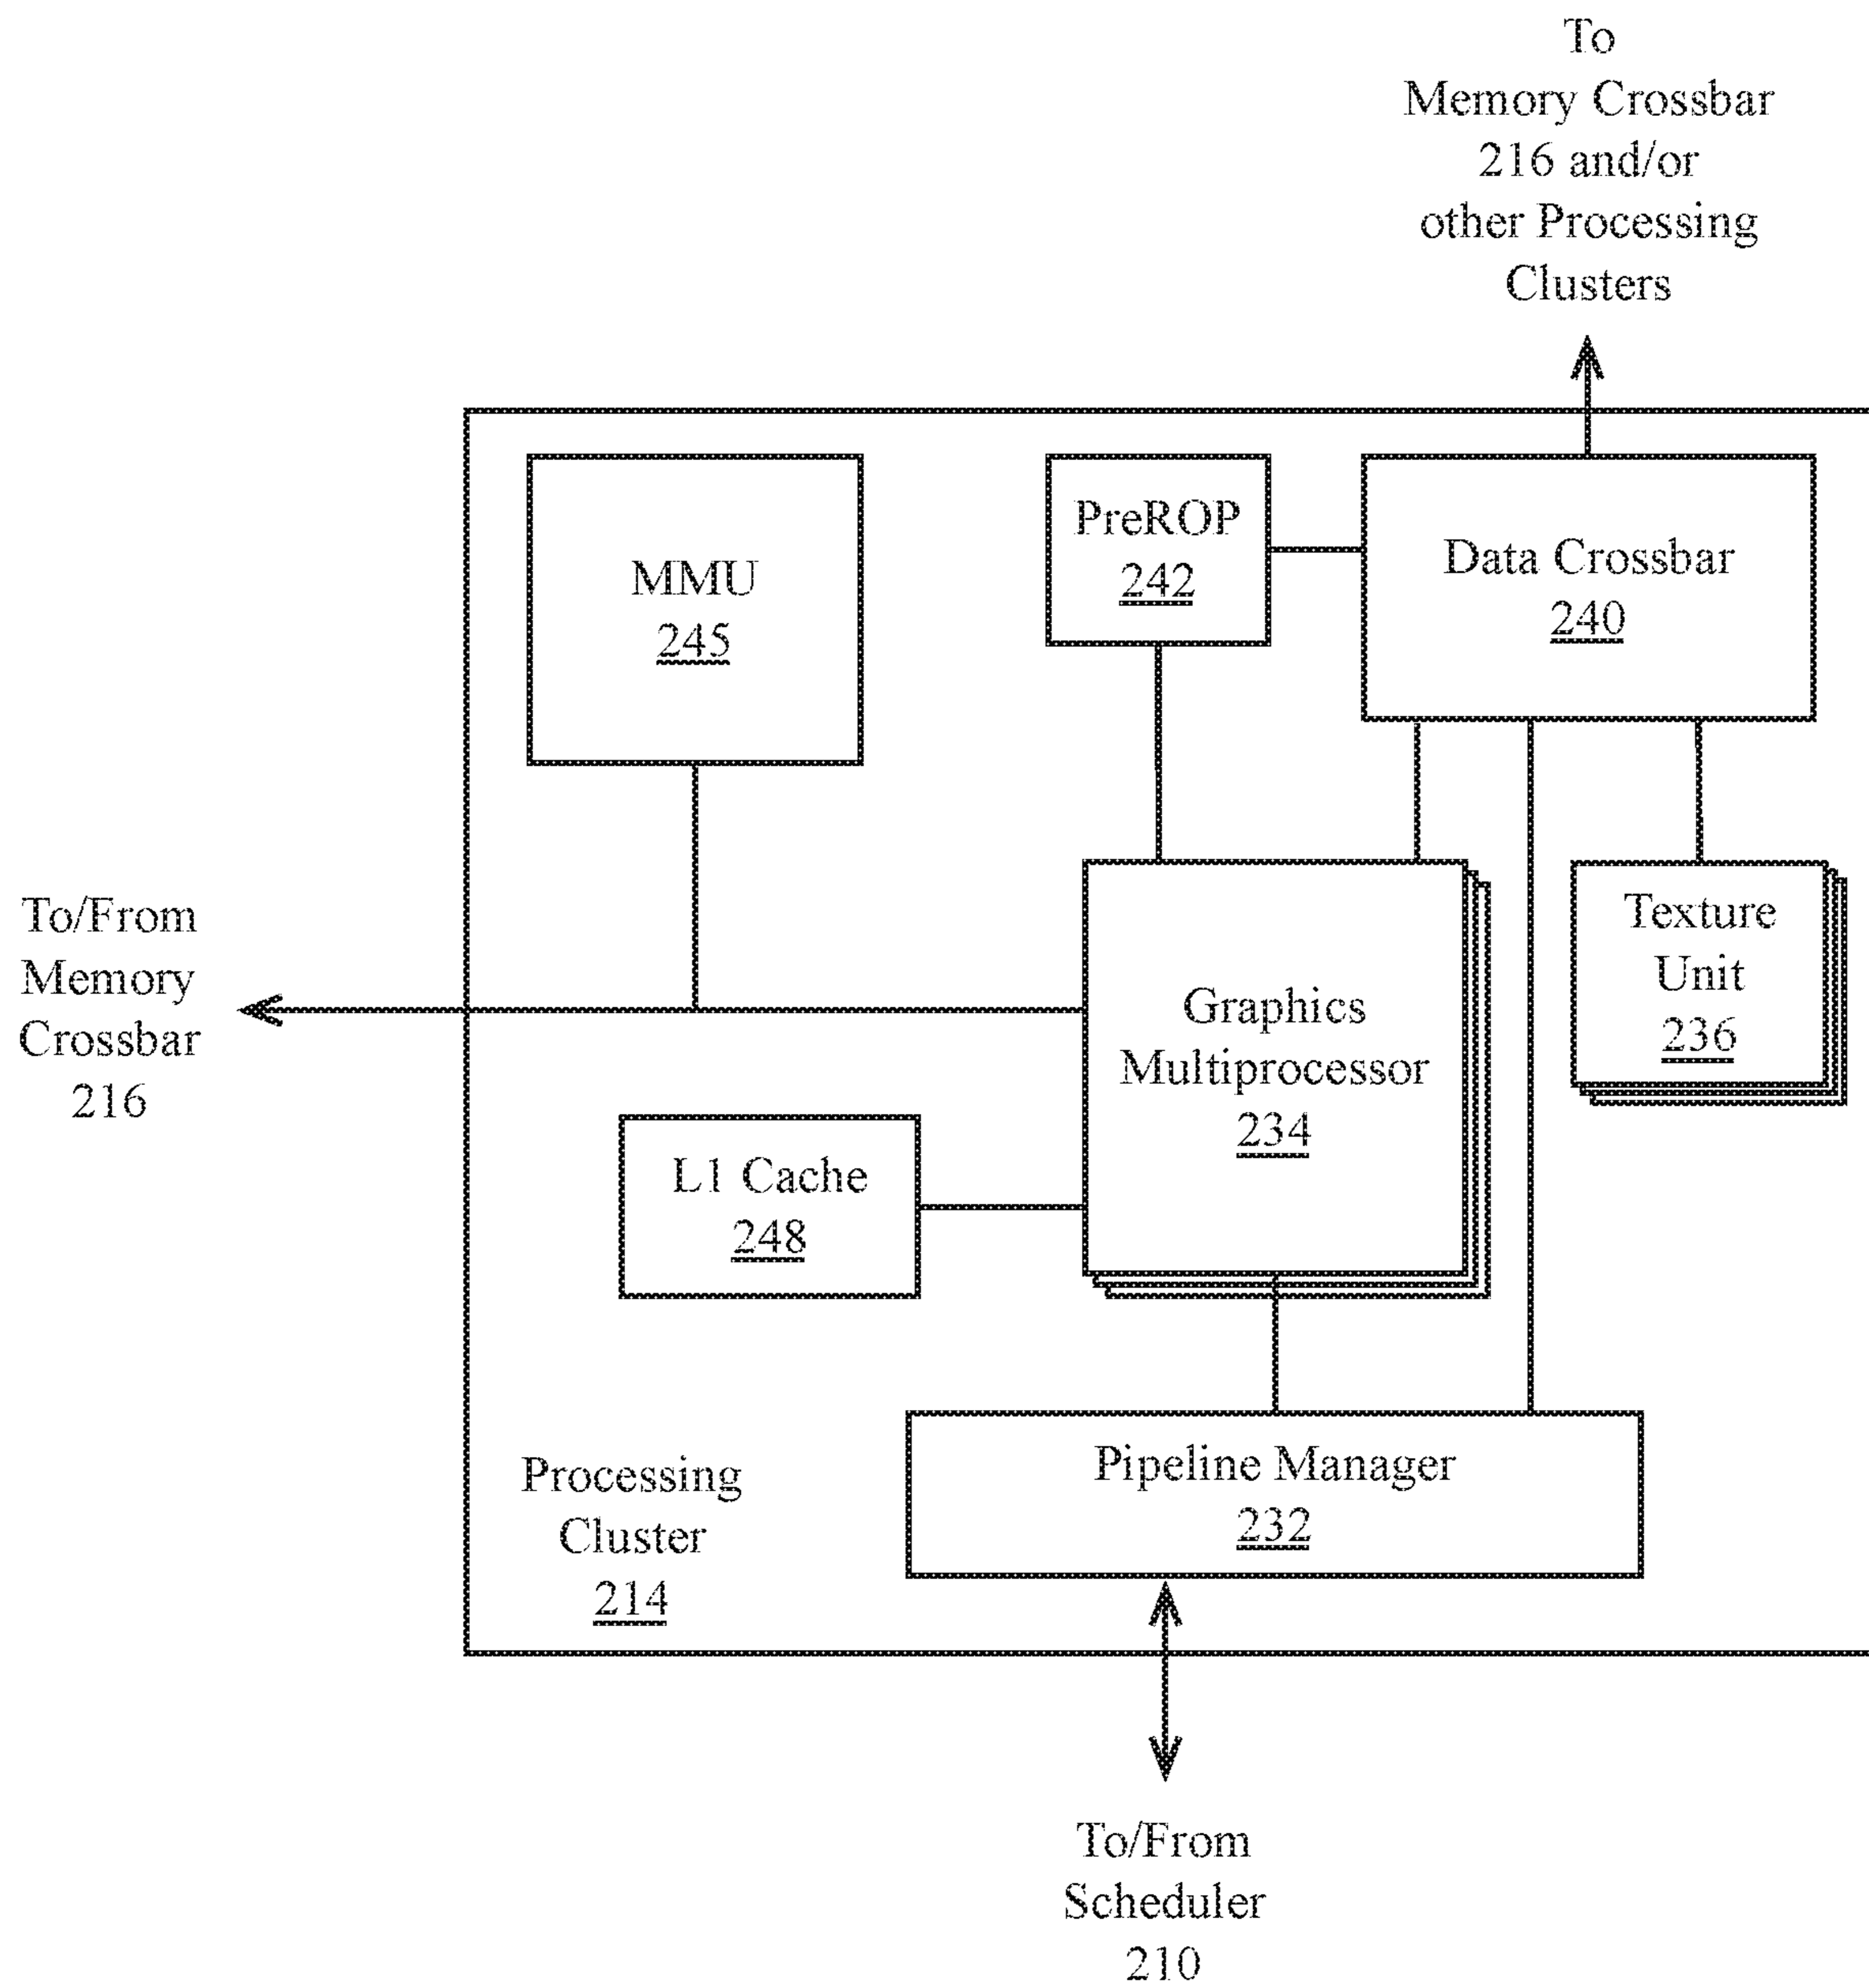 To
Memory Crossbar
216 and/or
other Processing
Clusters
MMU
245
PreROP
242
Data Crossbar
240
To/From
Memory
Crossbar
216
Graphics
Multiprocessor
234
Texture
Unit
236
L1 Cache
248
Processing
Cluster
214
Pipeline Manager
232
To/From
Scheduler
210